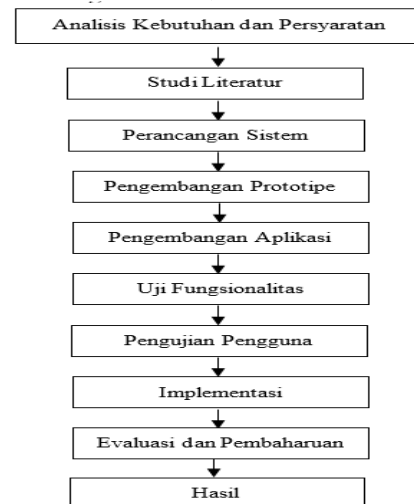 Analisis Kebutuhan dan Persyaratan
Studi Literatur
Perancangan Sistem
Pengembangan Prototipe
Pengembangan Aplikasi
Uji Fungsionalitas
Pengujian Pengguna
Implementasi
Evaluasi dan Pembaharuan
Hasil